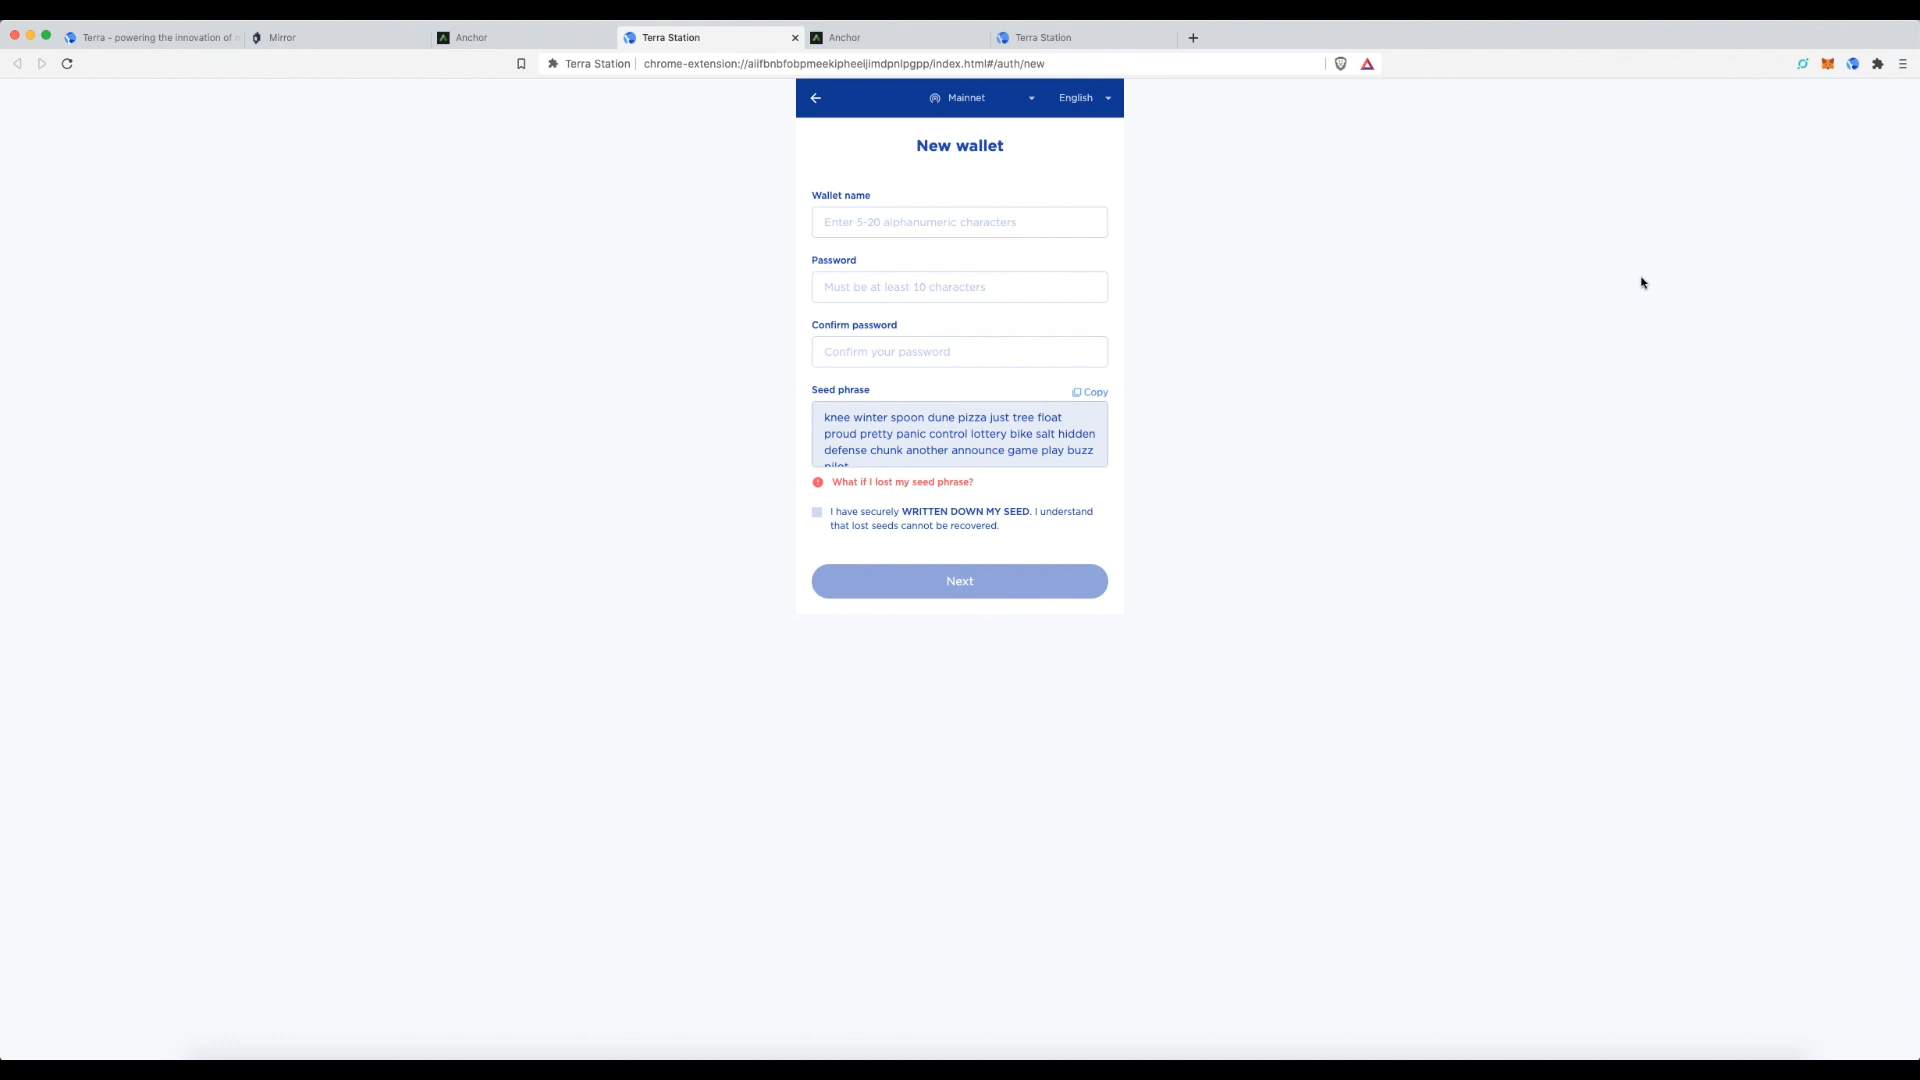 Terra - powering the innovation of
Mirror
Anchor
Terra Station
Anchor
Terra Station
Terra Station
chrome-extension://aiifbnbfobpmeekipheeijimdpnlpgpp/index.html#/auth/new
Mainnet
English
New wallet
Wallet name
Enter 5-20 alphanumeric characters
Password
Must be at least 10 characters
Confirm password
Confirm your password
Seed phrase
Copy
knee winter spoon dune pizza just tree float
proud pretty panic control lottery bike salt hidden
defense chunk another announce game play buzz
pilot
What if I lost my seed phrase?
I have securely WRITTEN DOWN MY SEED. I understand
that lost seeds cannot be recovered.
Next